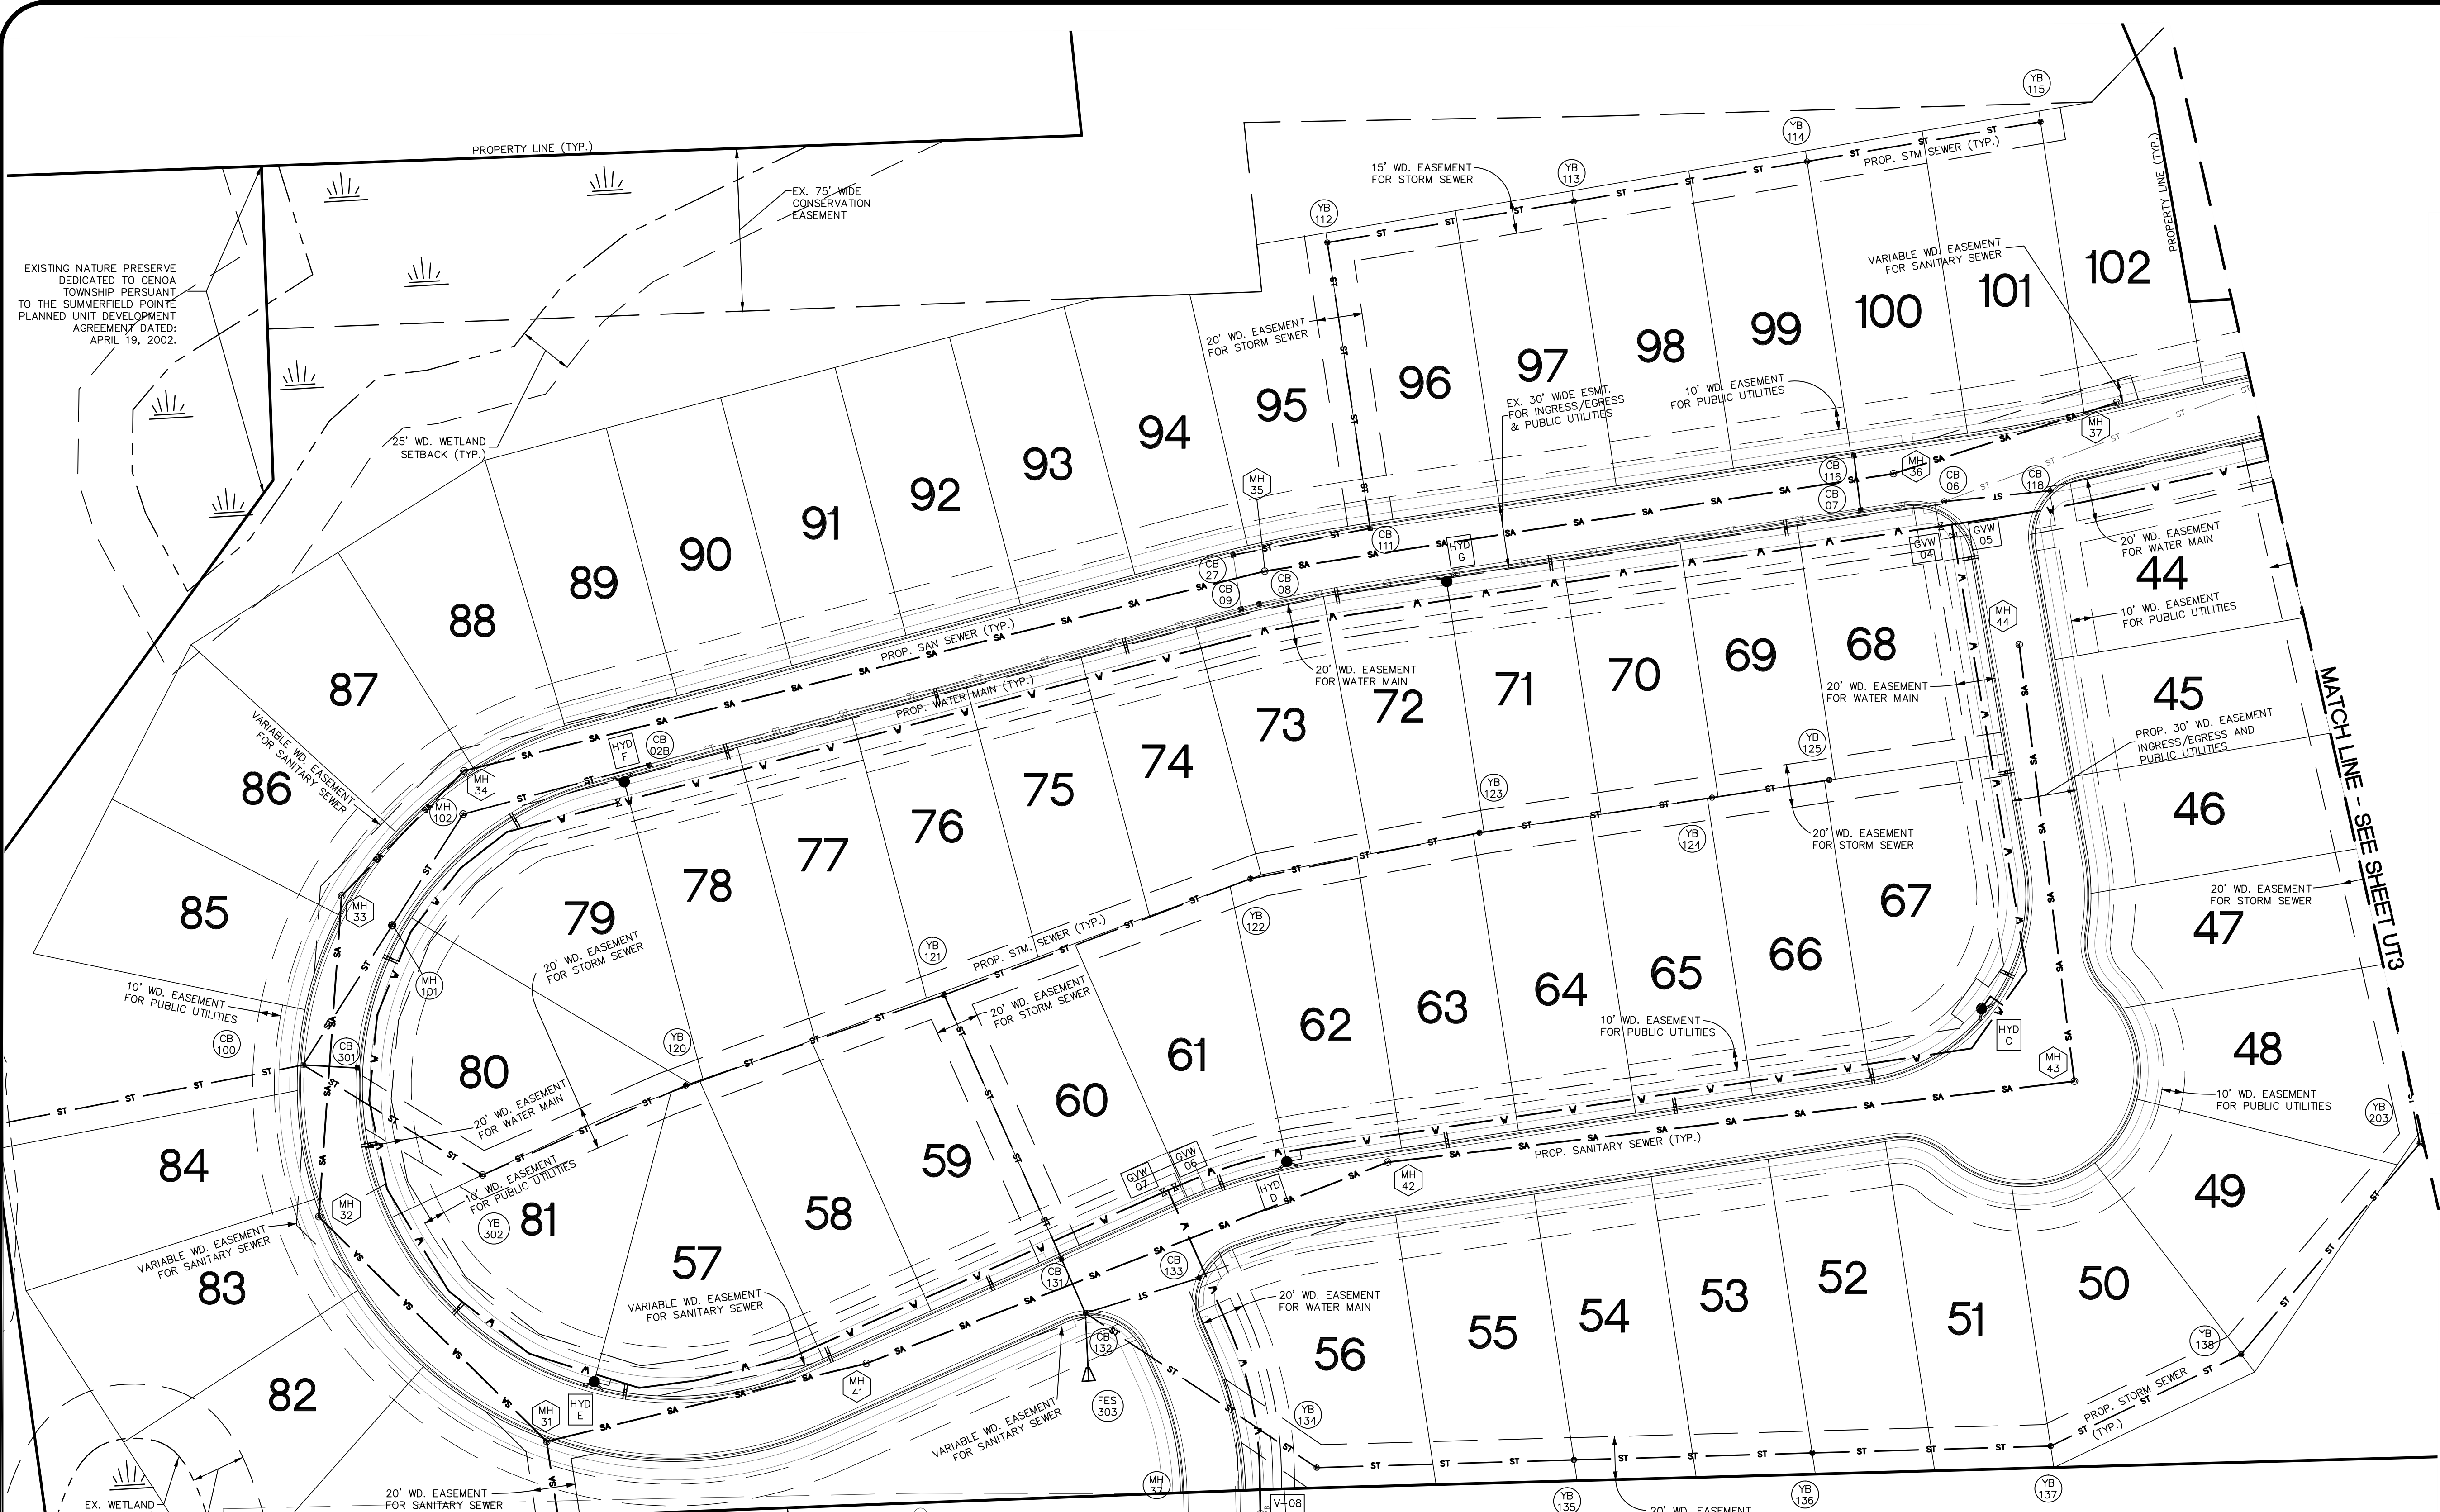 PROPERTY LINE (TYP.)
EX. 75' WIDE
CONSERVATION
EASEMENT
EXISTING NATURE PRESERVE
DEDICATED TO GENOA
TOWNSHIP PERSUANT
TO THE SUMMERFIELD POINTE
PLANNED UNIT DEVELOPMENT
AGREEMENT DATED:
APRIL 19, 2002.
25' WD. WETLAND
SETBACK (TYP.)
YB
115
YB
114
YB
113
YB
112
15' WD. EASEMENT
FOR STORM SEWER
PROP. STM SEWER (TYP.)
PROPERTY LINE (TYP.)
VARIABLE WD. EASEMENT
FOR SANITARY SEWER
20' WD. EASEMENT
FOR STORM SEWER
EX. 30' WIDE ESMT.
FOR INGRESS/EGRESS
& PUBLIC UTILITIES
10' WD. EASEMENT
FOR PUBLIC UTILITIES
102
101
100
99
98
97
96
95
94
93
92
91
90
89
88
87
86
85
84
83
82
MH
37
MH
36
CB
116
CB
07
CB
06
CB
118
MH
35
CB
111
HYD
G
CB
27
CB
09
CB
08
GVW
04
GVW
05
20' WD. EASEMENT
FOR WATER MAIN
44
10' WD. EASEMENT
FOR PUBLIC UTILITIES
MH
44
45
PROP. 30' WD. EASEMENT
INGRESS/EGRESS AND
PUBLIC UTILITIES
46
20' WD. EASEMENT
FOR STORM SEWER
47
48
10' WD. EASEMENT
FOR PUBLIC UTILITIES
YB
203
49
50
MATCH LINE - SEE SHEET UT3
PROP. SAN SEWER (TYP.)
PROP. WATER MAIN (TYP.)
20' WD. EASEMENT
FOR WATER MAIN
20' WD. EASEMENT
FOR WATER MAIN
68
69
70
71
72
73
74
75
76
77
78
79
80
81
VARIABLE WD. EASEMENT
FOR SANITARY SEWER
HYD
F
CB
02B
MH
34
MH
102
MH
33
MH
101
YB
125
YB
124
YB
123
YB
122
YB
121
YB
120
20' WD. EASEMENT
FOR STORM SEWER
20' WD. EASEMENT
FOR STORM SEWER
PROP. STM. SEWER (TYP.)
20' WD. EASEMENT
FOR STORM SEWER
10' WD. EASEMENT
FOR PUBLIC UTILITIES
CB
100
CB
301
20' WD. EASEMENT
FOR WATER MAIN
10' WD. EASEMENT
FOR PUBLIC UTILITIES
YB
302
MH
32
VARIABLE WD. EASEMENT
FOR SANITARY SEWER
67
66
65
64
63
62
61
60
59
58
57
10' WD. EASEMENT
FOR PUBLIC UTILITIES
HYD
C
MH
43
PROP. SANITARY SEWER (TYP.)
MH
42
HYD
D
GVW
06
GVW
07
CB
133
CB
131
CB
132
FES
303
VARIABLE WD. EASEMENT
FOR SANITARY SEWER
MH
41
HYD
E
MH
31
VARIABLE WD. EASEMENT
FOR SANITARY SEWER
20' WD. EASEMENT
FOR WATER MAIN
56
55
54
53
52
51
YB
134
YB
135
YB
136
YB
137
YB
138
PROP. STORM SEWER
(TYP.)
20' WD. EASEMENT
V-08
MH
37
20' WD. EASEMENT
FOR SANITARY SEWER
EX. WETLAND